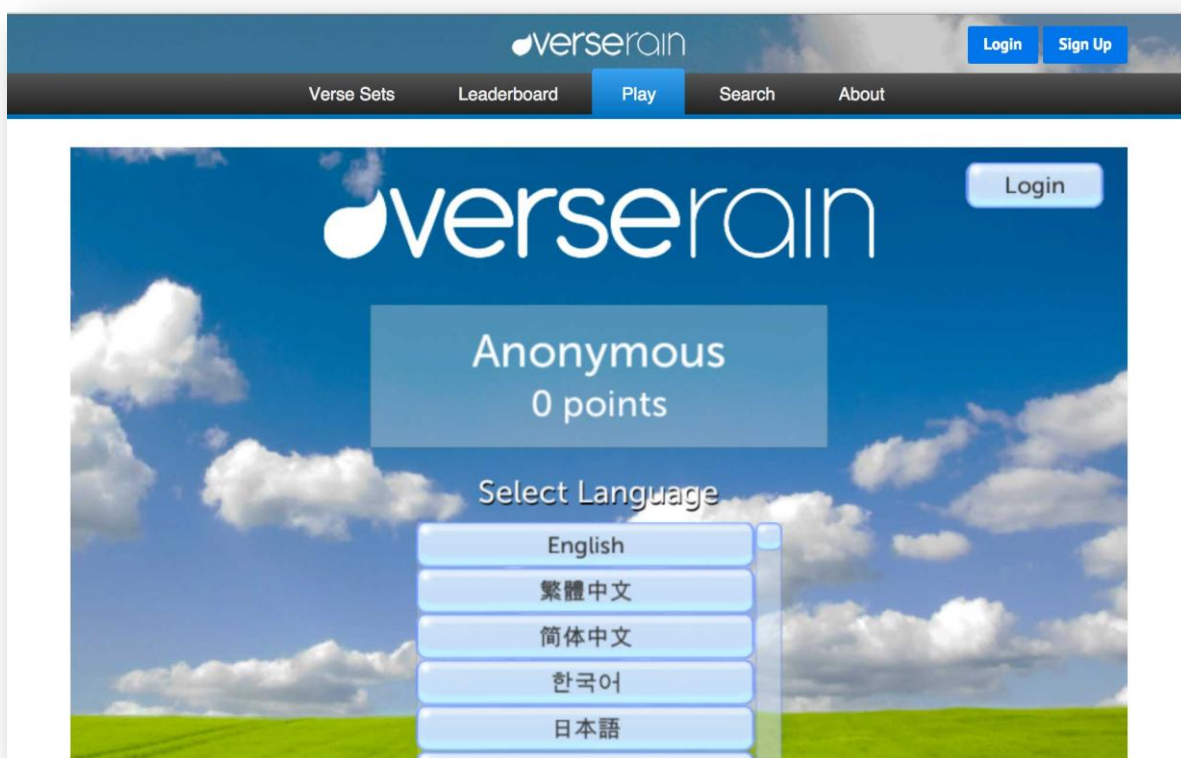 verserain
Login Sign Up
Verse Sets Leaderboard Play Search About
verserain
Login
Anonymous
0 points
Select Language
English
繁體中文
简体中文
한국어
日本語